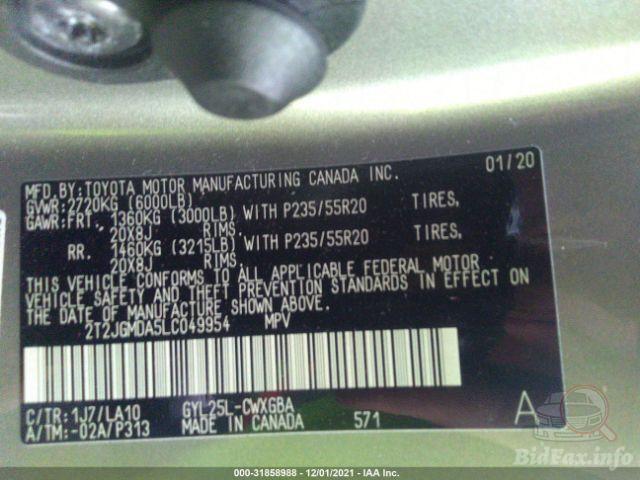 MFD. BY: TOYOTA MOTOR MANUFACTURING CANADA INC. 01/20
GVWR: 2720KG (6000LB)
GAWR: FRT. 1360KG (3000LB) WITH P235/55R20 TIRES,
20X8J RIMS.
RR. 1460KG (3215LB) WITH P235/55R20 TIRES,
20X8J RIMS.
THIS VEHICLE CONFORMS TO ALL APPLICABLE FEDERAL MOTOR
VEHICLE SAFETY AND THEFT PREVENTION STANDARDS IN EFFECT ON
THE DATE OF MANUFACTURE SHOWN ABOVE.
2T2JGMDA5LC049954 MPV
C/TR: 1J7/LA10 GYL25L-CWXGBA
A/TM: -02A/P313 MADE IN CANADA 571 A
BidFax.info
000-31858988 - 12/01/2021 - IAA Inc.